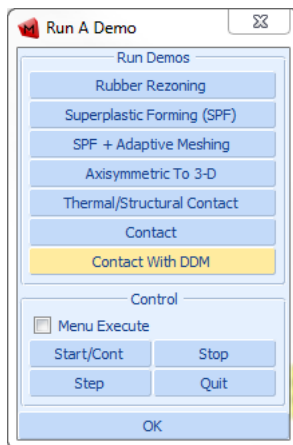 Run A Demo
Run Demos
Rubber Rezoning
Superplastic Forming (SPF)
SPF + Adaptive Meshing
Axisymmetric To 3-D
Thermal/Structural Contact
Contact
Contact With DDM
Control
Menu Execute
Start/Cont Stop
Step Quit
OK